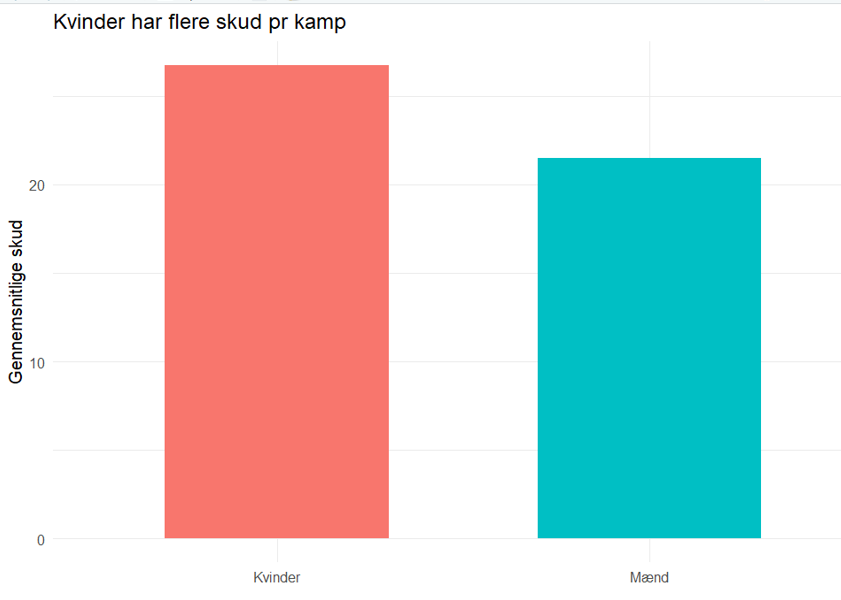 Kvinder har flere skud pr kamp
Gennemsnitlige skud
20
10
0
Kvinder
Mænd